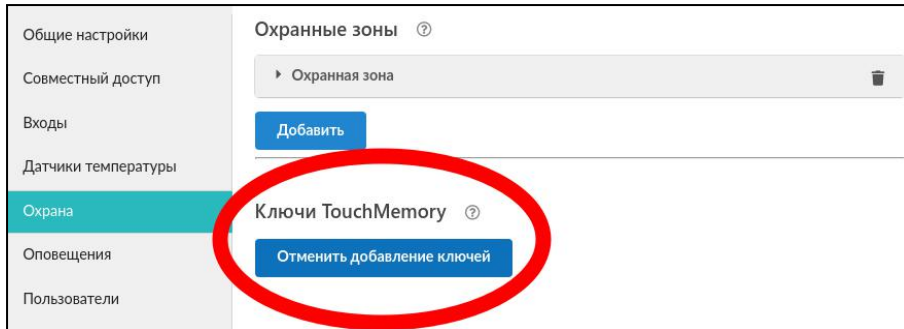 Общие настройки
Совместный доступ
Входы
Датчики температуры
Охрана
Оповещения
Пользователи
Охранные зоны ?
Охранная зона
Добавить
Ключи TouchMemory ?
Отменить добавление ключей